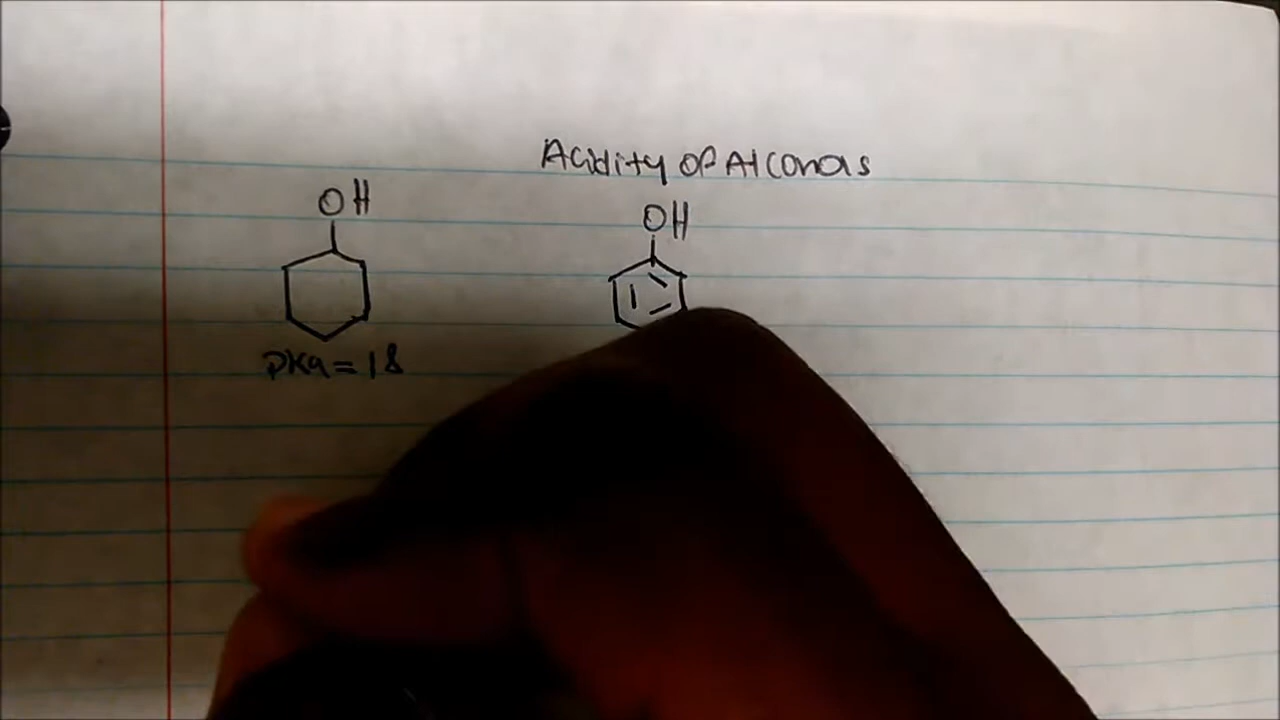 Acidity of Alcohols
OH
OH
pKa = 18